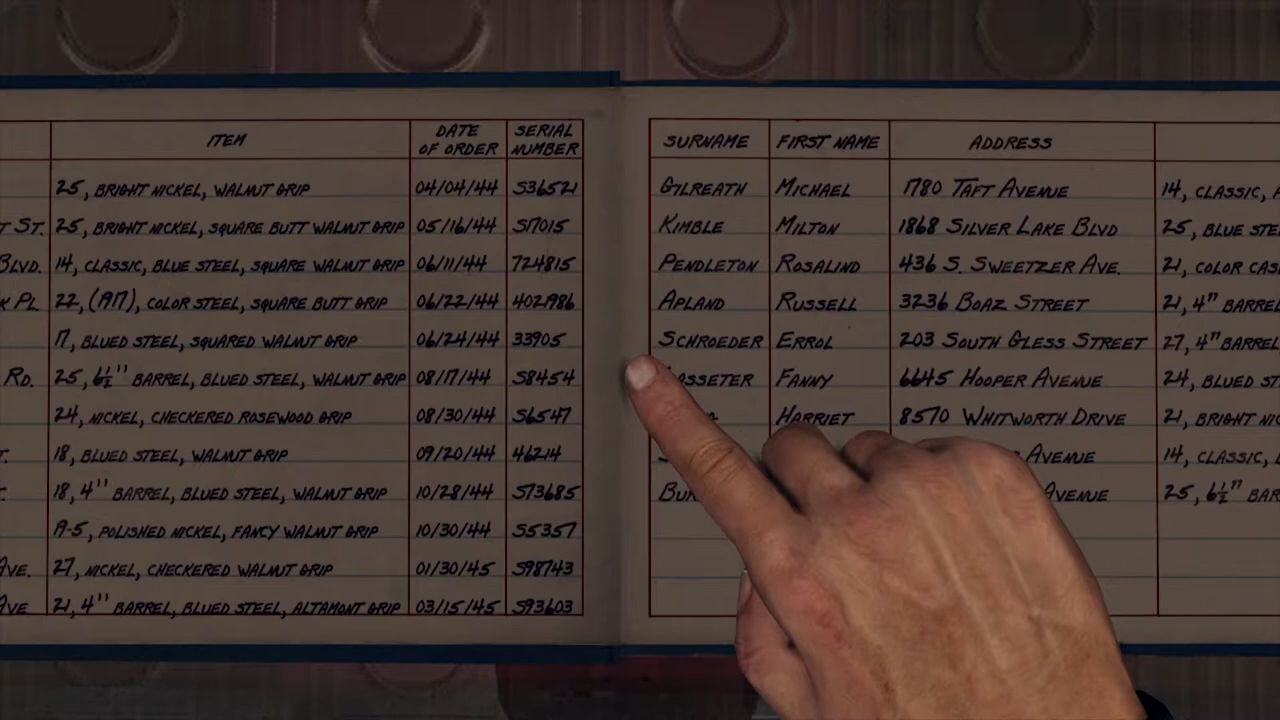 ITEM DATE OF ORDER SERIAL NUMBER
25, BRIGHT NICKEL, WALNUT GRIP 04/04/44 S36521
T ST. 25, BRIGHT NICKEL, SQUARE BUTT WALNUT GRIP 05/16/44 S17015
BLVD. 14, CLASSIC, BLUE STEEL, SQUARE WALNUT GRIP 06/11/44 724815
K PL. 22, (1917), COLOR STEEL, SQUARE BUTT GRIP 06/22/44 402986
17, BLUED STEEL, SQUARED WALNUT GRIP 06/24/44 33905
RD. 25, 6½" BARREL, BLUED STEEL, WALNUT GRIP 08/17/44 S8454
24, NICKEL, CHECKERED ROSEWOOD GRIP 08/30/44 S6547
T. 18, BLUED STEEL, WALNUT GRIP 09/20/44 46214
18, 4" BARREL, BLUED STEEL, WALNUT GRIP 10/28/44 S73685
A-5, POLISHED NICKEL, FANCY WALNUT GRIP 10/30/44 S5357
AVE. 27, NICKEL, CHECKERED WALNUT GRIP 01/30/45 S98743
AVE 21, 4" BARREL, BLUED STEEL, ALTAMONT GRIP 03/15/45 S93603
SURNAME FIRST NAME ADDRESS
GILREATH MICHAEL 1780 TAFT AVENUE 14, CLASSIC,
KIMBLE MILTON 1868 SILVER LAKE BLVD 25, BLUE STE
PENDLETON ROSALIND 436 S. SWEETZER AVE. 21, COLOR CAS
APLAND RUSSELL 3236 BOAZ STREET 21, 4" BARREL
SCHROEDER ERROL 203 SOUTH GLESS STREET 27, 4" BARREL
ASSETER FANNY 6645 HOOPER AVENUE 24, BLUED ST
HARRIET 8570 WHITWORTH DRIVE 21, BRIGHT NIC
AVENUE 14, CLASSIC,
BUR AVENUE 25, 6½" BAR